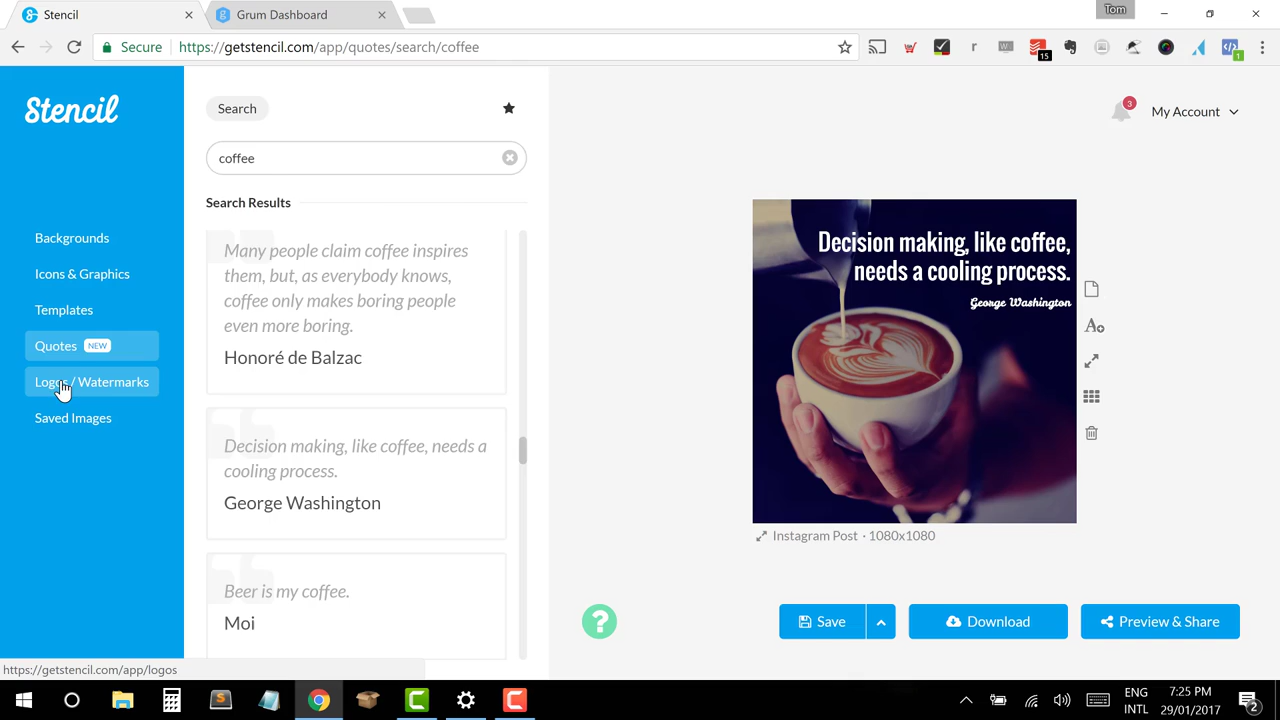 Stencil
Grum Dashboard
Tom
Secure
https://getstencil.com/app/quotes/search/coffee
15
1
Stencil
Search
3
My Account
coffee
Search Results
Backgrounds
Icons & Graphics
Templates
Quotes NEW
Logos / Watermarks
Saved Images
Many people claim coffee inspires
them, but, as everybody knows,
coffee only makes boring people
even more boring.
Honoré de Balzac
Decision making, like coffee, needs a
cooling process.
George Washington
Beer is my coffee.
Moi
Decision making, like coffee,
needs a cooling process.
George Washington
Instagram Post · 1080x1080
?
Save
Download
Preview & Share
https://getstencil.com/app/logos
ENG
INTL
7:25 PM
29/01/2017
2